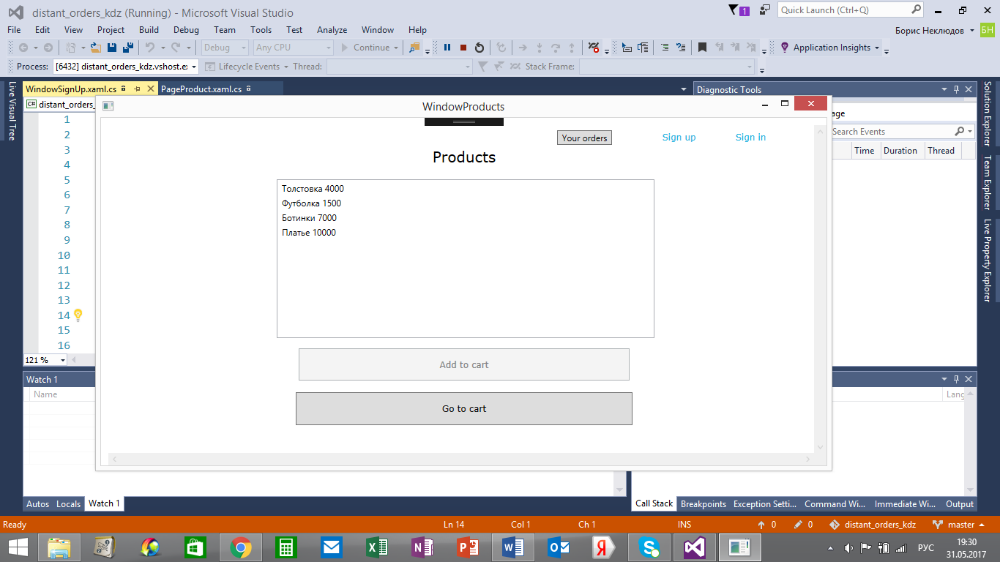 distant_orders_kdz (Running) - Microsoft Visual Studio
1
Quick Launch (Ctrl+Q)
File Edit View Project Build Debug Team Tools Test Analyze Window Help
Борис Неклюдов БН
Debug Any CPU Continue Application Insights
Process: [6432] distant_orders_kdz.vshost.e Lifecycle Events Thread: Stack Frame:
WindowSignUp.xaml.cs PageProduct.xaml.cs
Diagnostic Tools
Live Visual Tree
C# distant_orders_
WindowProducts
Your orders Sign up Sign in
Products
Толстовка 4000
Футболка 1500
Ботинки 7000
Платье 10000
Add to cart
Go to cart
1
2
3
4
5
6
7
8
9
10
11
12
13
14
15
16
121 %
age
Search Events
Time Duration Thread
Solution Explorer
Team Explorer
Live Property Explorer
Watch 1
Name
Lang
Autos Locals Watch 1
Call Stack Breakpoints Exception Setti... Command Wi... Immediate Wi... Output
Ready Ln 14 Col 1 Ch 1 INS 0 0 distant_orders_kdz master
РУС
19:30
31.05.2017